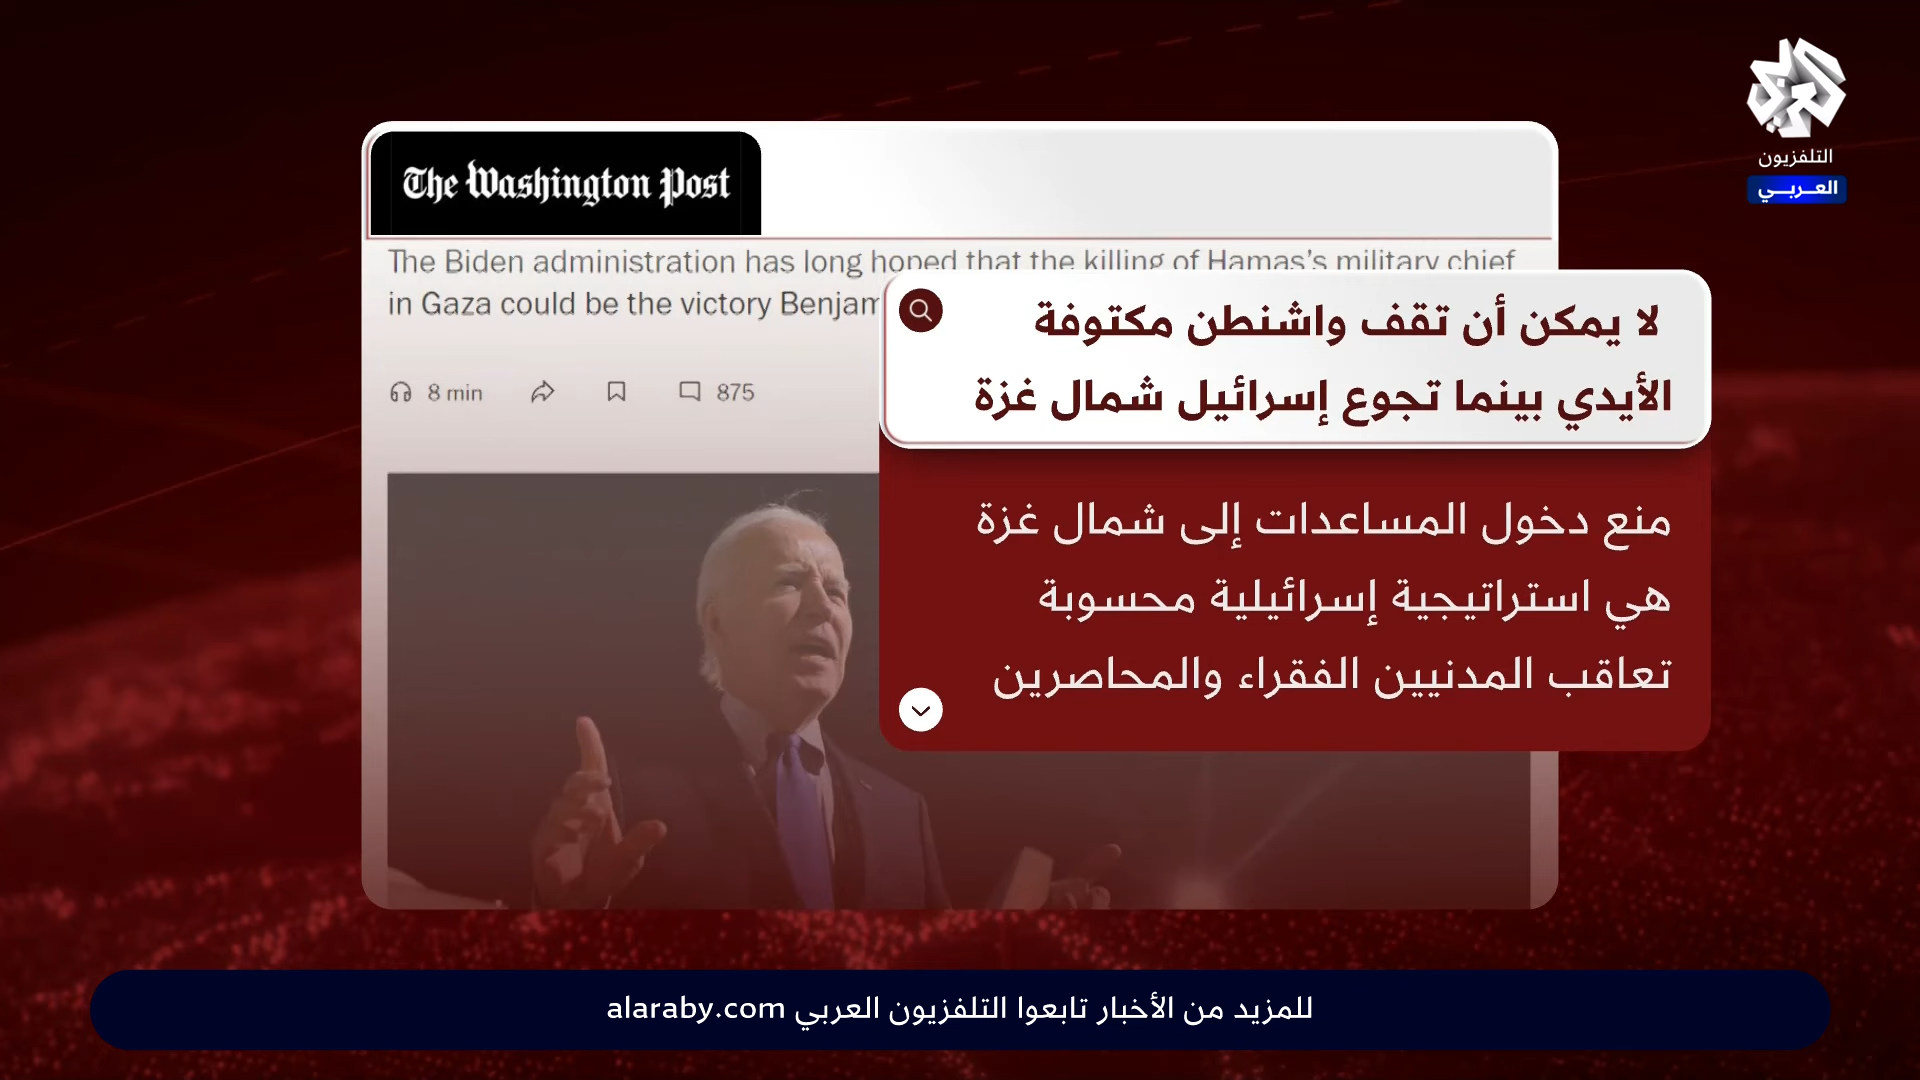 التلفزيون
العربي
The Washington Post
The Biden administration has long hoped that the killing of Hamas's military chief
in Gaza could be the victory Benjam
8 min
875
لا يمكن أن تقف واشنطن مكتوفة
الأيدي بينما تجوع إسرائيل شمال غزة
منع دخول المساعدات إلى شمال غزة
هي استراتيجية إسرائيلية محسوبة
تعاقب المدنيين الفقراء والمحاصرين
للمزيد من الأخبار تابعوا التلفزيون العربي alaraby.com